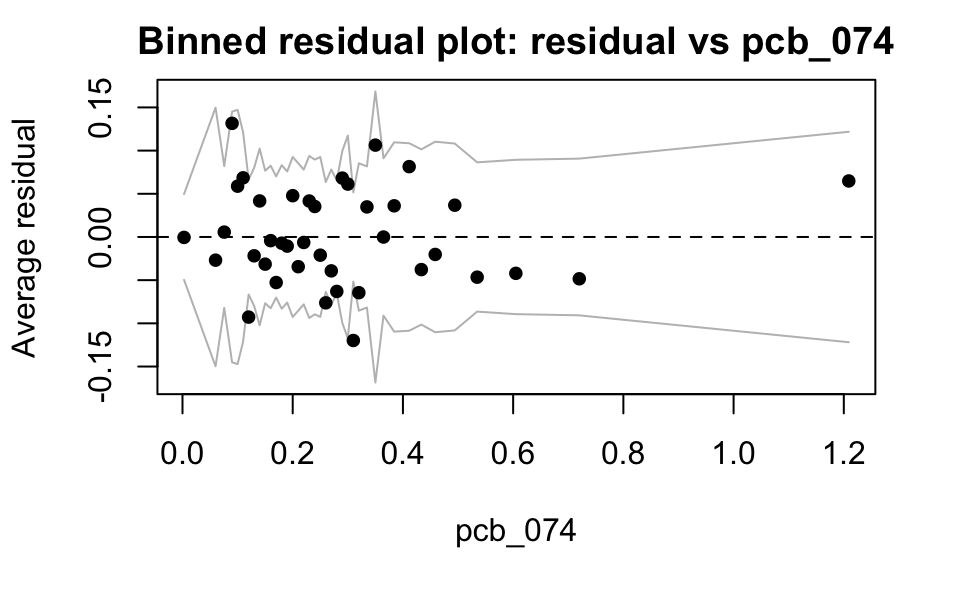 Binned residual plot: residual vs pcb_074
Average residual
0.15
0.00
-0.15
0.0 0.2 0.4 0.6 0.8 1.0 1.2
pcb_074